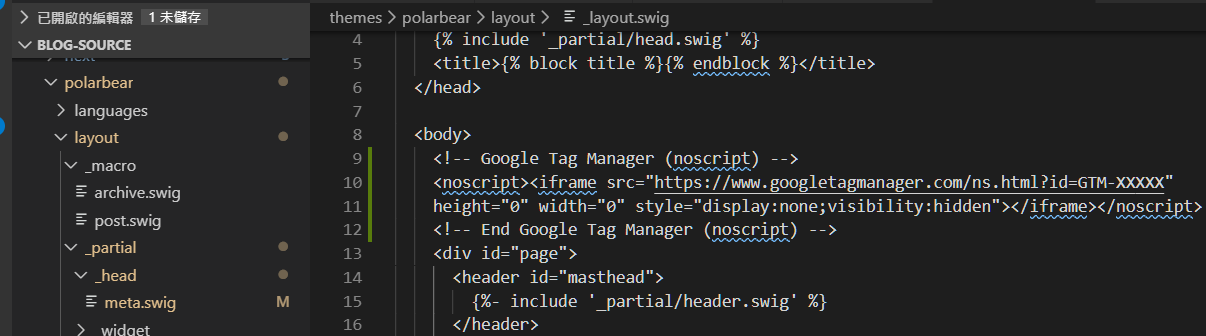 已開啟的編輯器 1 未儲存
BLOG-SOURCE
next
polarbear
languages
layout
_macro
archive.swig
post.swig
_partial
_head
meta.swig M
_widget
themes > polarbear > layout > _layout.swig
4 {% include '_partial/head.swig' %}
5 <title>{% block title %}{% endblock %}</title>
6 </head>
7
8 <body>
9 <!-- Google Tag Manager (noscript) -->
10 <noscript><iframe src="https://www.googletagmanager.com/ns.html?id=GTM-XXXXX"
11 height="0" width="0" style="display:none;visibility:hidden"></iframe></noscript>
12 <!-- End Google Tag Manager (noscript) -->
13 <div id="page">
14 <header id="masthead">
15 {%- include '_partial/header.swig' %}
16 </header>